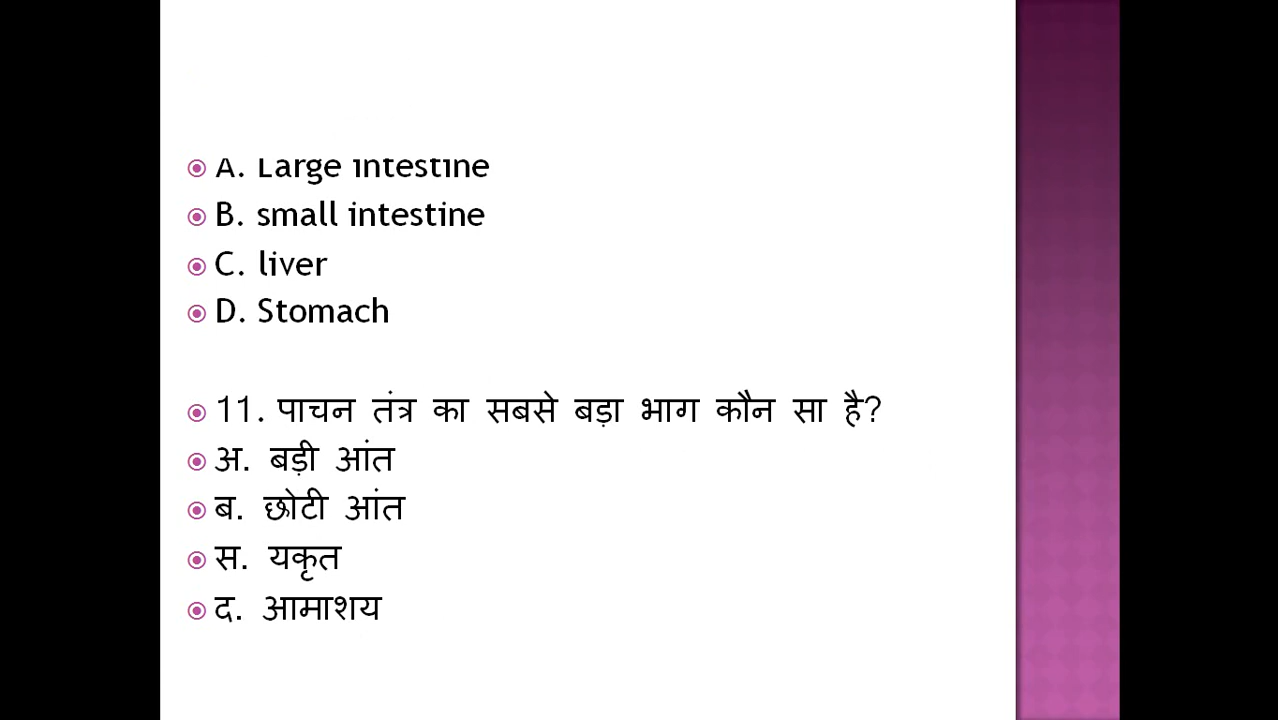 A. Large intestine
B. small intestine
C. liver
D. Stomach
11. पाचन तंत्र का सबसे बड़ा भाग कौन सा है?
अ. बड़ी आंत
ब. छोटी आंत
स. यकृत
द. आमाशय